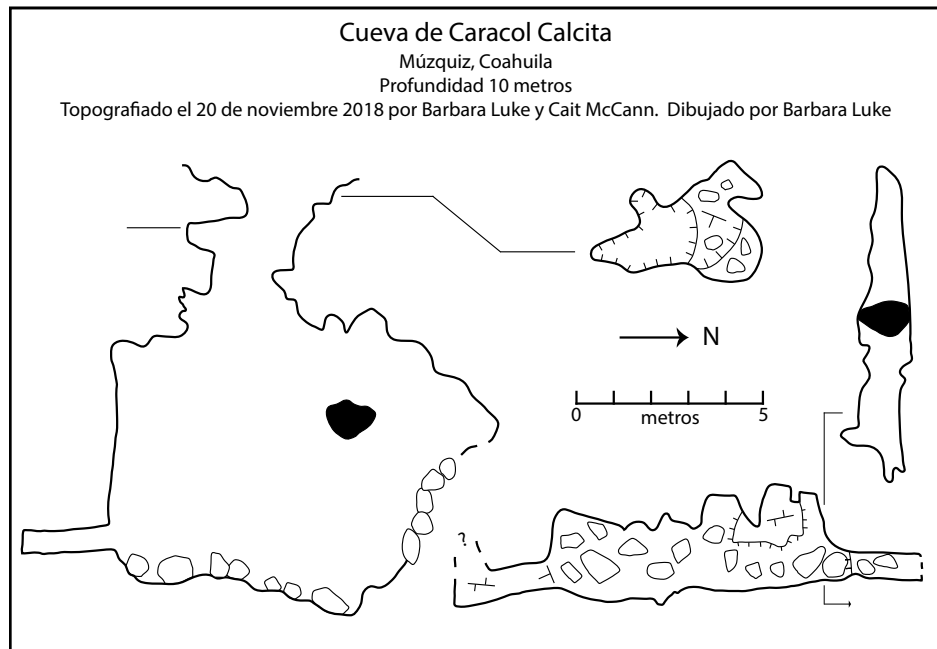 Cueva de Caracol Calcita
Múzquiz, Coahuila
Profundidad 10 metros
Topografiado el 20 de noviembre 2018 por Barbara Luke y Cait McCann. Dibujado por Barbara Luke
N
0 metros 5
?